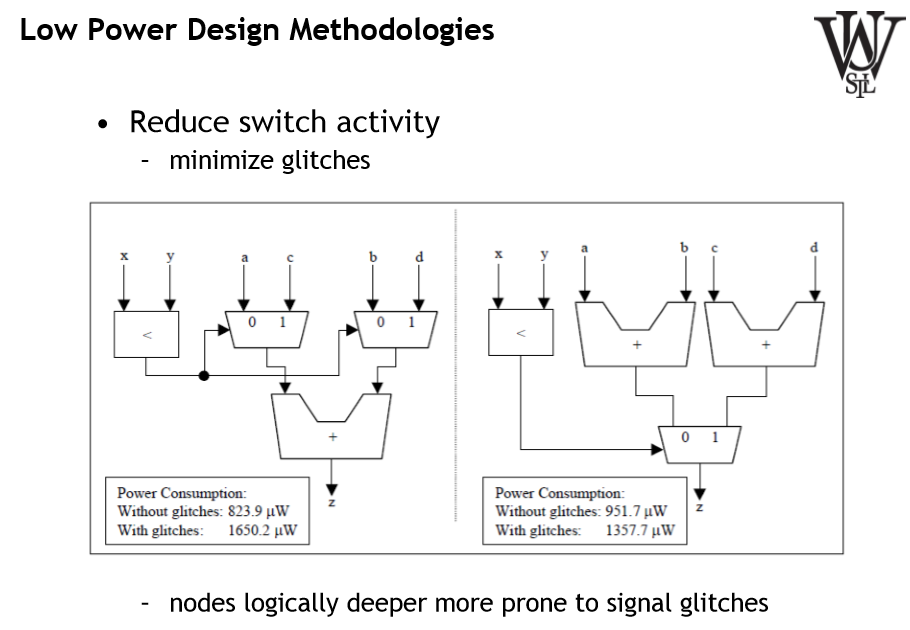 Low Power Design Methodologies
WU
SJL
• Reduce switch activity
- minimize glitches
x y a c b d
< 0 1 0 1
+
z
Power Consumption:
Without glitches: 823.9 µW
With glitches: 1650.2 µW
x y a b c d
< + +
0 1
z
Power Consumption:
Without glitches: 951.7 µW
With glitches: 1357.7 µW
- nodes logically deeper more prone to signal glitches